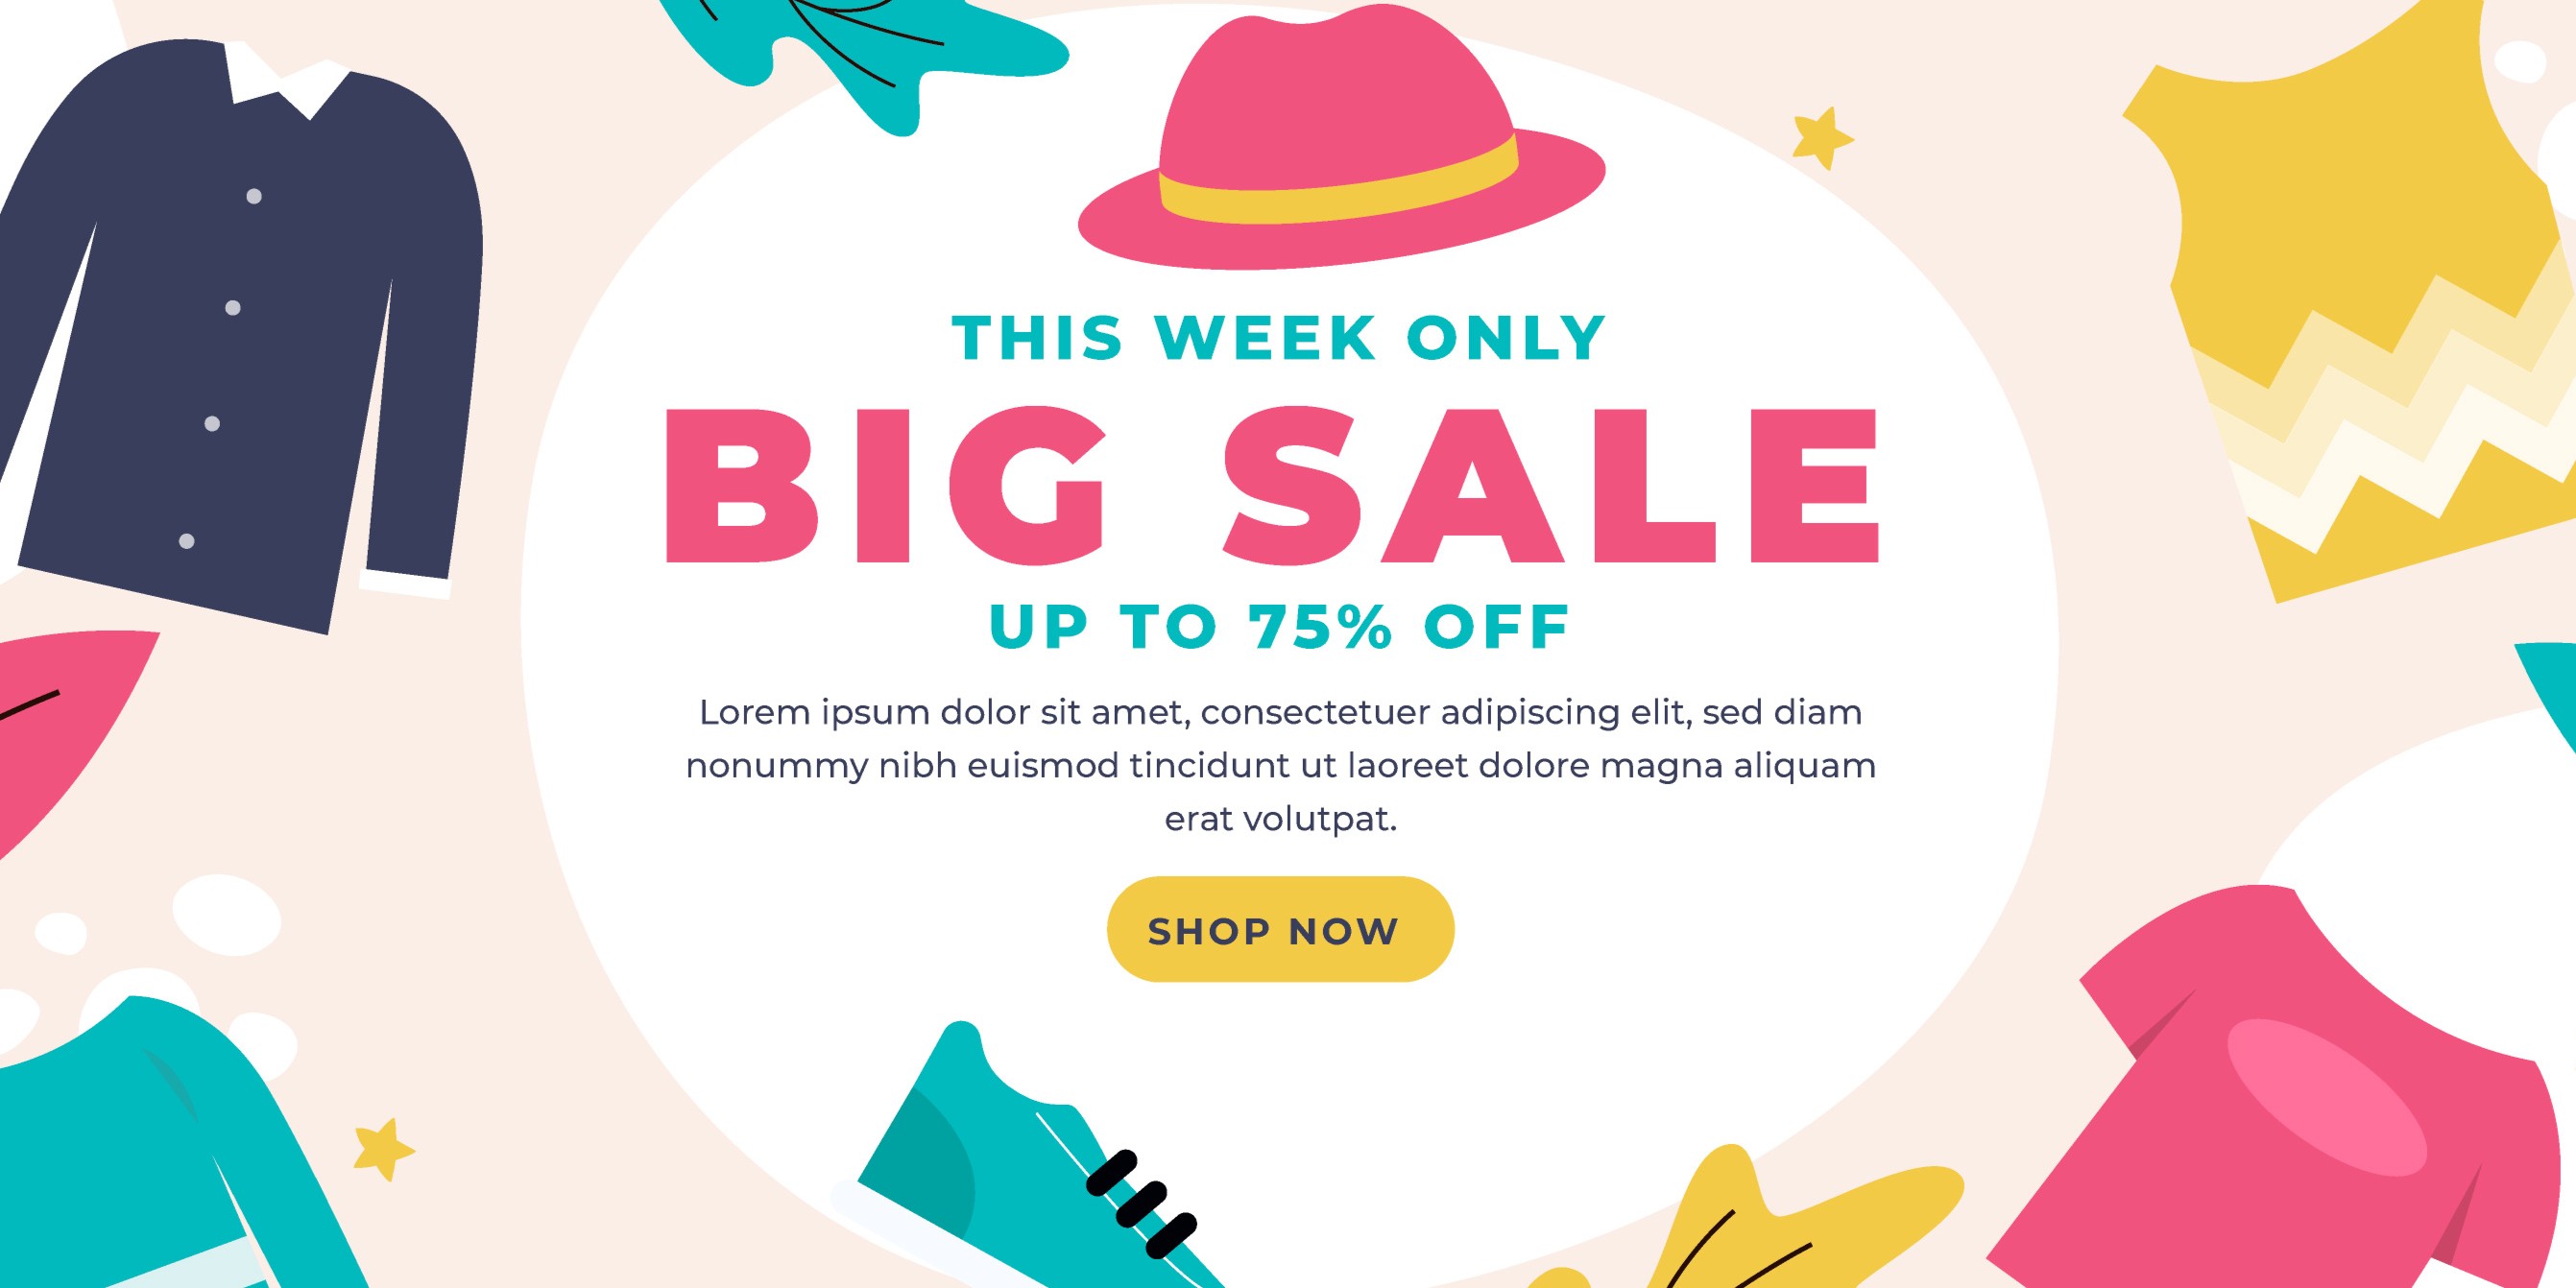 THIS WEEK ONLY
BIG SALE
UP TO 75% OFF
Lorem ipsum dolor sit amet, consectetuer adipiscing elit, sed diam
nonummy nibh euismod tincidunt ut laoreet dolore magna aliquam
erat volutpat.
SHOP NOW